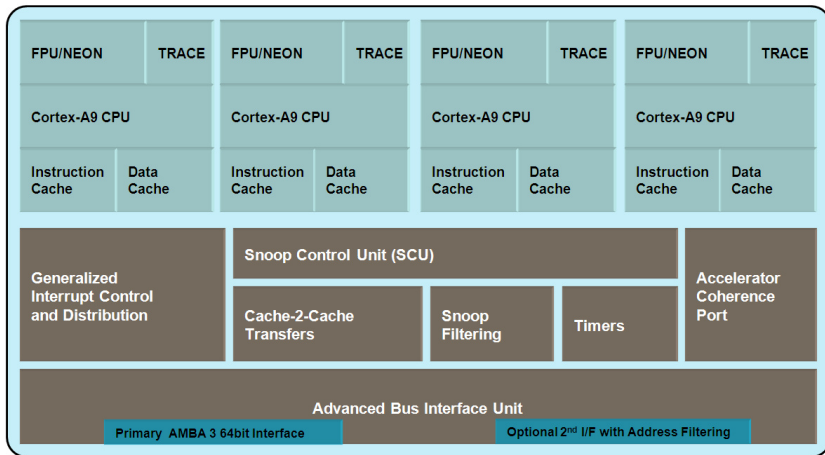 FPU/NEON TRACE FPU/NEON TRACE FPU/NEON TRACE FPU/NEON TRACE
Cortex-A9 CPU Cortex-A9 CPU Cortex-A9 CPU Cortex-A9 CPU
Instruction Data Instruction Data Instruction Data Instruction Data
Cache Cache Cache Cache Cache Cache Cache Cache
Generalized
Interrupt Control
and Distribution
Snoop Control Unit (SCU)
Cache-2-Cache
Transfers
Snoop
Filtering
Timers
Accelerator
Coherence
Port
Advanced Bus Interface Unit
Primary AMBA 3 64bit Interface
Optional 2nd I/F with Address Filtering